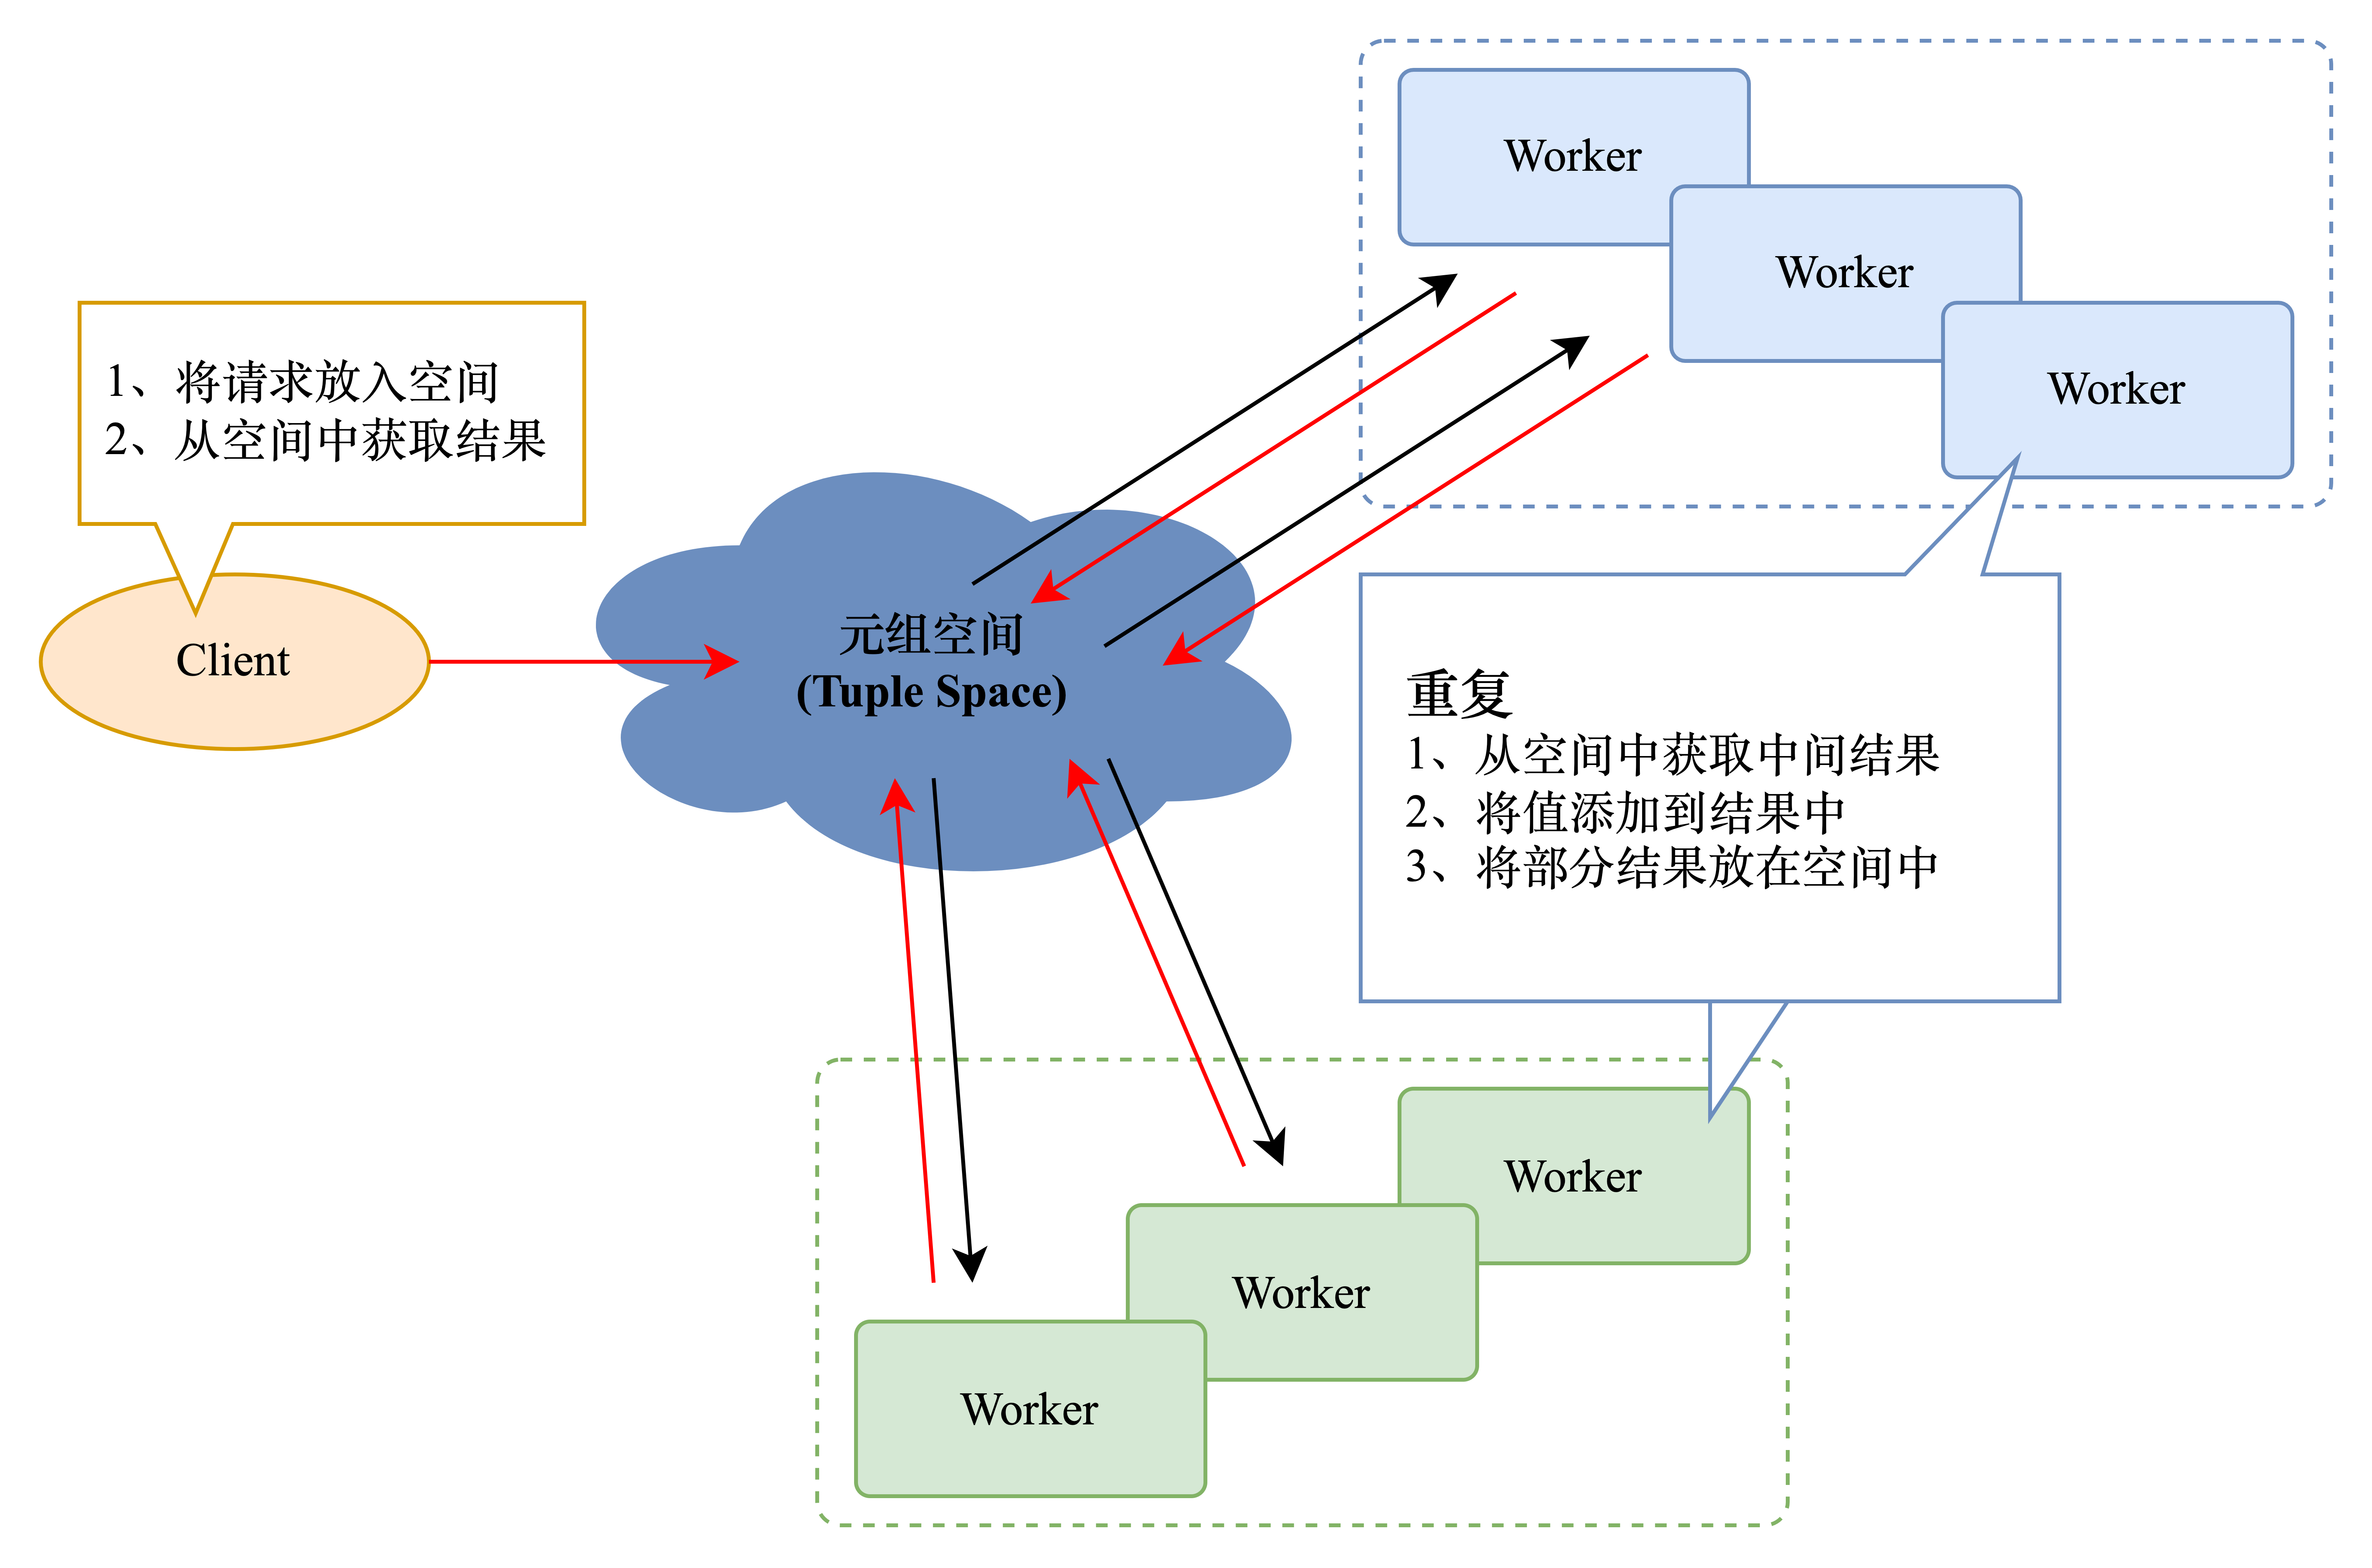 Worker
Worker
Worker
1、将请求放入空间
2、从空间中获取结果
Client
元组空间
(Tuple Space)
重复
1、从空间中获取中间结果
2、将值添加到结果中
3、将部分结果放在空间中
Worker
Worker
Worker